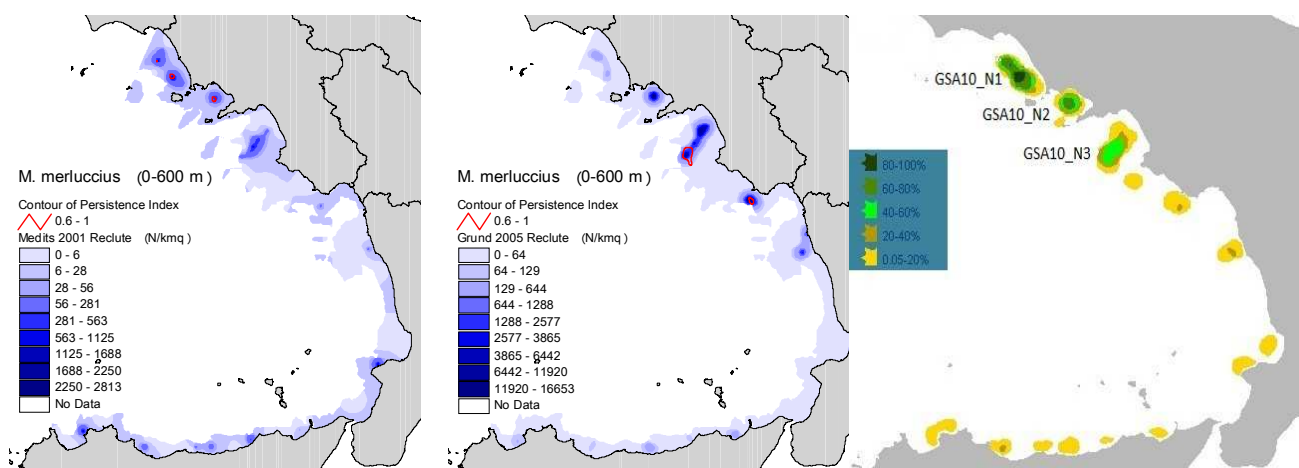 M. merluccius (0-600 m)
Contour of Persistence Index
0.6 - 1
Medits 2001 Reclute (N/kmq )
0 - 6
6 - 28
28 - 56
56 - 281
281 - 563
563 - 1125
1125 - 1688
1688 - 2250
2250 - 2813
No Data
M. merluccius (0-600 m)
Contour of Persistence Index
0.6 - 1
Grund 2005 Reclute (N/kmq )
0 - 64
64 - 129
129 - 644
644 - 1288
1288 - 2577
2577 - 3865
3865 - 6442
6442 - 11920
11920 - 16653
No Data
GSA10_N1
GSA10_N2
GSA10_N3
80-100%
60-80%
40-60%
20-40%
0.05-20%